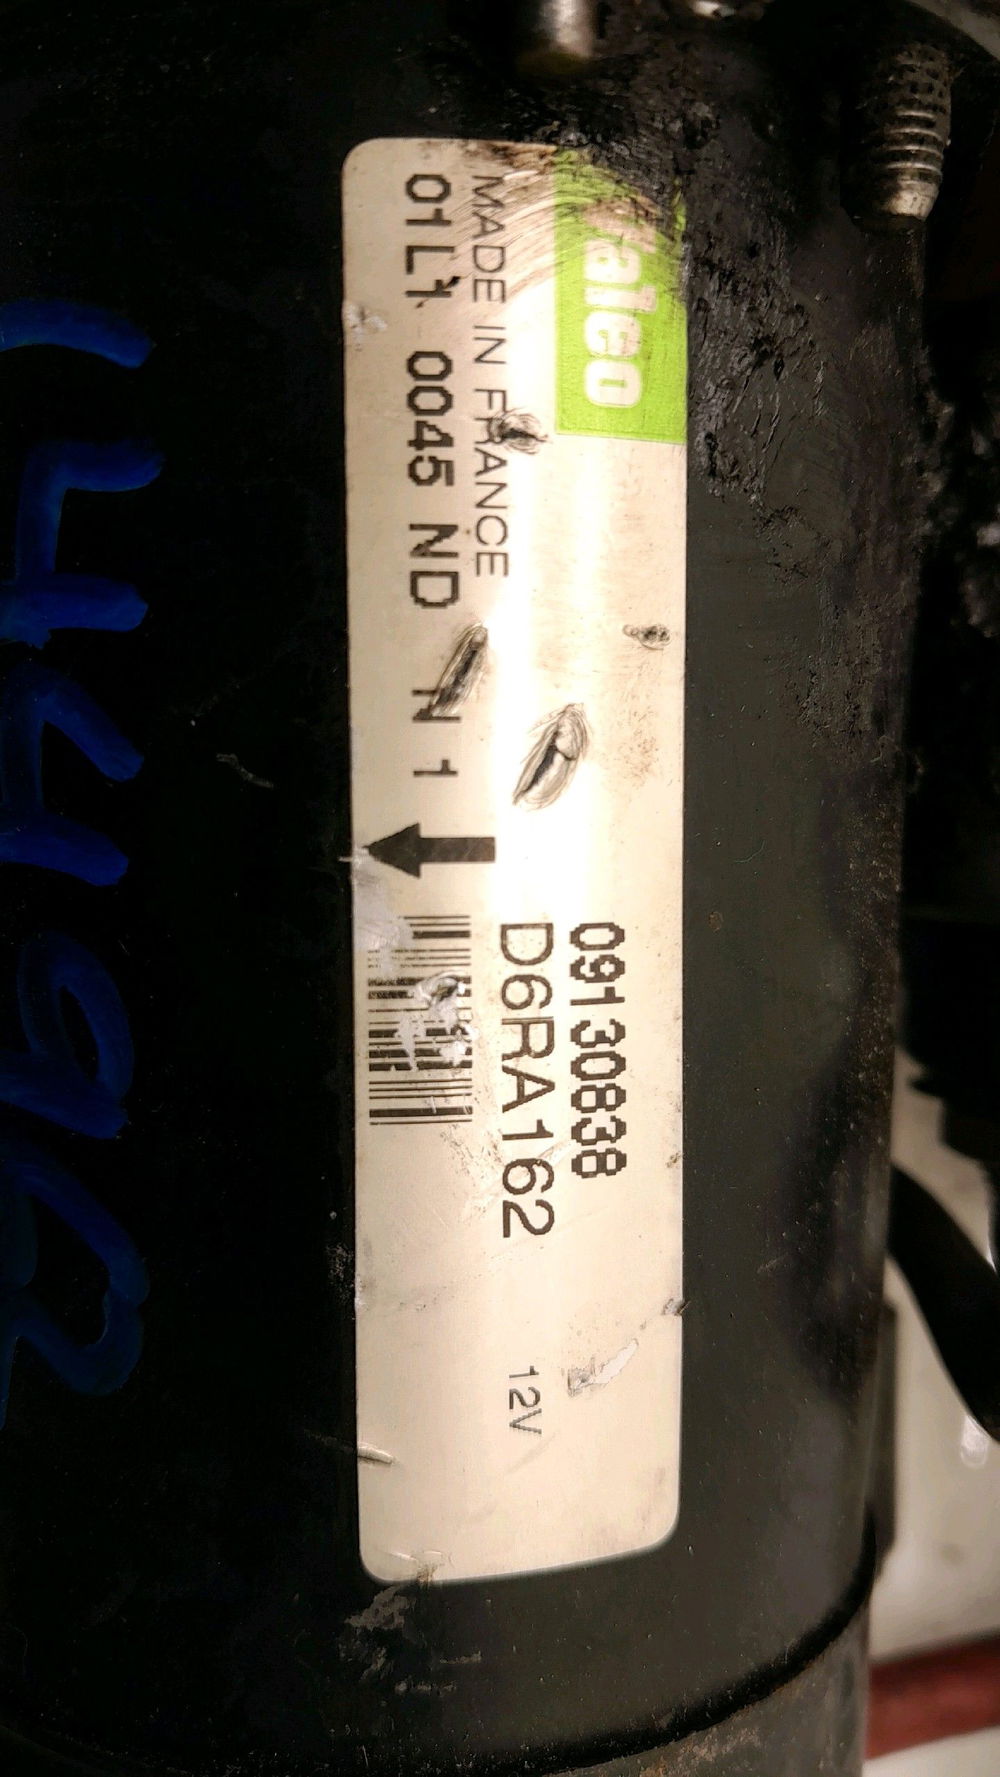 valeo
09130838
D6RA162
12V
MADE IN FRANCE
01L1 0045 ND N 1